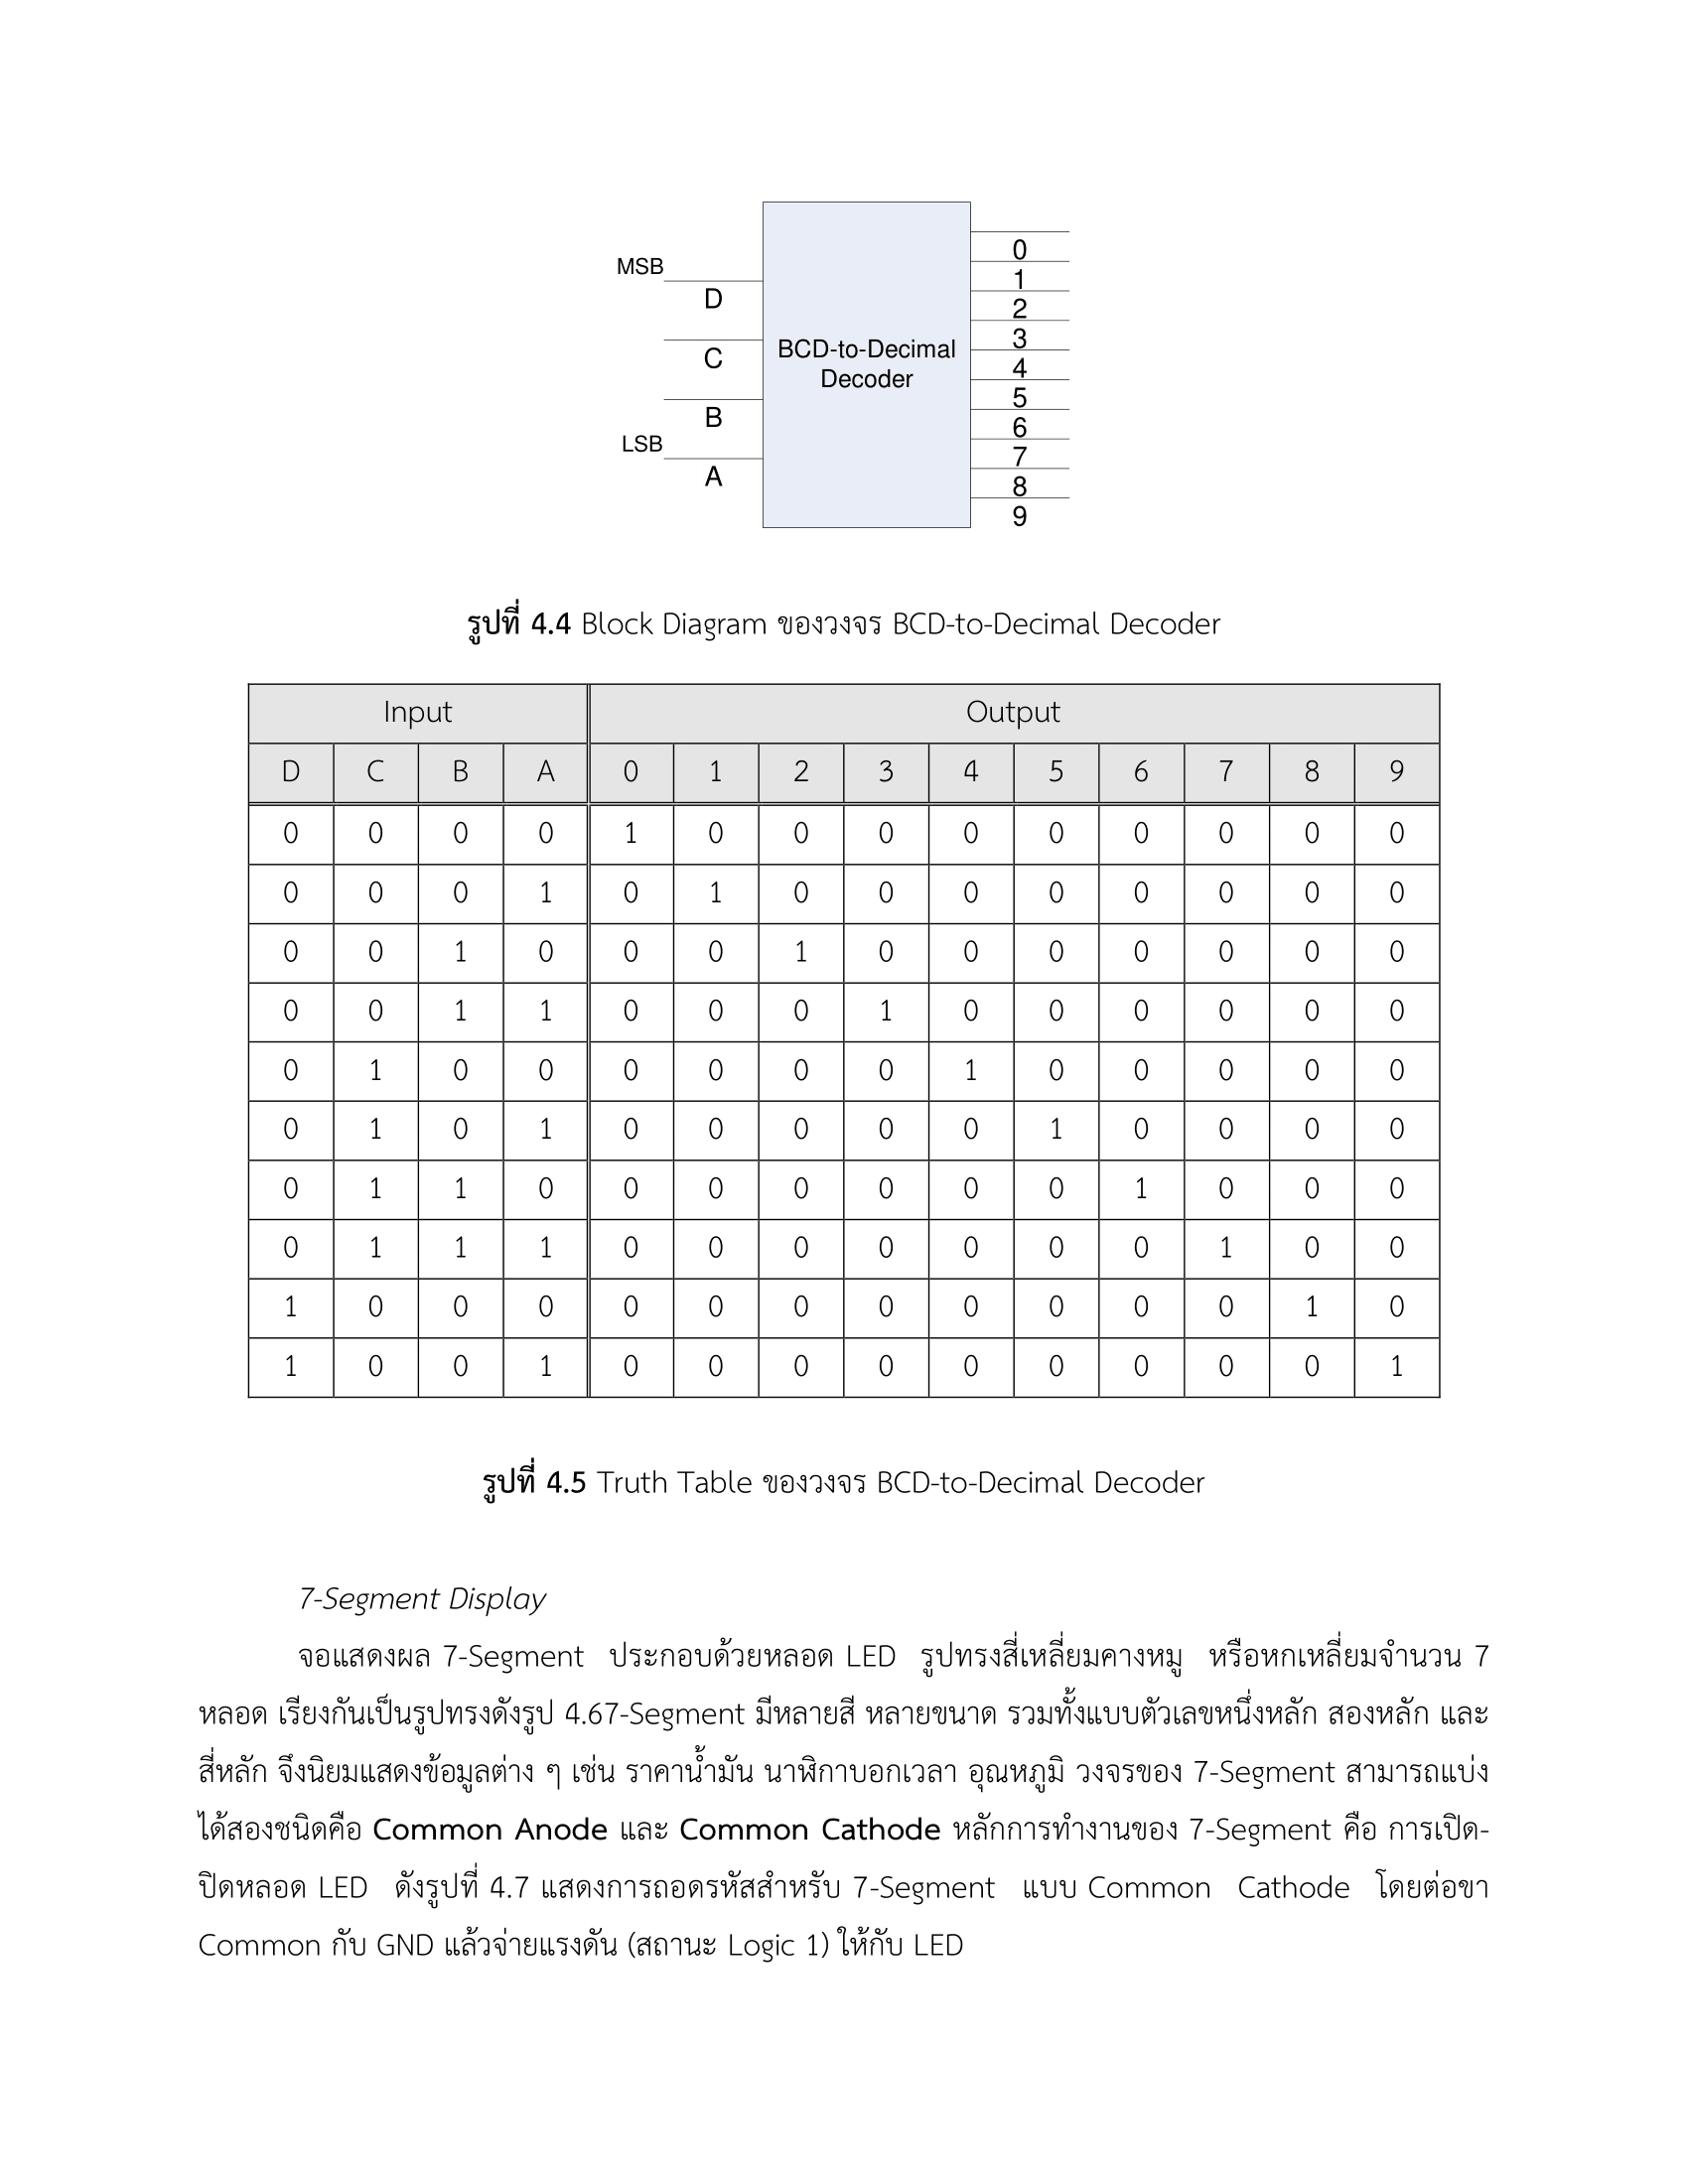 MSB
D
C
B
LSB
A
BCD-to-Decimal
Decoder
0
1
2
3
4
5
6
7
8
9
รูปที่ 4.4 Block Diagram ของวงจร BCD-to-Decimal Decoder
Input Output
D C B A 0 1 2 3 4 5 6 7 8 9
0 0 0 0 1 0 0 0 0 0 0 0 0 0
0 0 0 1 0 1 0 0 0 0 0 0 0 0
0 0 1 0 0 0 1 0 0 0 0 0 0 0
0 0 1 1 0 0 0 1 0 0 0 0 0 0
0 1 0 0 0 0 0 0 1 0 0 0 0 0
0 1 0 1 0 0 0 0 0 1 0 0 0 0
0 1 1 0 0 0 0 0 0 0 1 0 0 0
0 1 1 1 0 0 0 0 0 0 0 1 0 0
1 0 0 0 0 0 0 0 0 0 0 0 1 0
1 0 0 1 0 0 0 0 0 0 0 0 0 1
รูปที่ 4.5 Truth Table ของวงจร BCD-to-Decimal Decoder
7-Segment Display
จอแสดงผล 7-Segment ประกอบด้วยหลอด LED รูปทรงสี่เหลี่ยมคางหมู หรือหกเหลี่ยมจำนวน 7
หลอด เรียงกันเป็นรูปทรงดังรูป 4.67-Segment มีหลายสี หลายขนาด รวมทั้งแบบตัวเลขหนึ่งหลัก สองหลัก และ
สี่หลัก จึงนิยมแสดงข้อมูลต่าง ๆ เช่น ราคาน้ำมัน นาฬิกาบอกเวลา อุณหภูมิ วงจรของ 7-Segment สามารถแบ่ง
ได้สองชนิดคือ Common Anode และ Common Cathode หลักการทำงานของ 7-Segment คือ การเปิด-
ปิดหลอด LED ดังรูปที่ 4.7 แสดงการถอดรหัสสำหรับ 7-Segment แบบ Common Cathode โดยต่อขา
Common กับ GND แล้วจ่ายแรงดัน (สถานะ Logic 1) ให้กับ LED